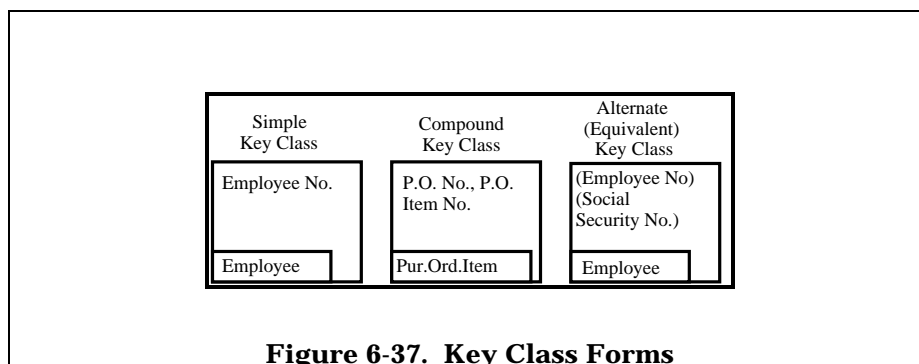 Simple
Key Class
Employee No.
Employee
Compound
Key Class
P.O. No., P.O.
Item No.
Pur.Ord.Item
Alternate
(Equivalent)
Key Class
(Employee No)
(Social
Security No.)
Employee
Figure 6-37. Key Class Forms